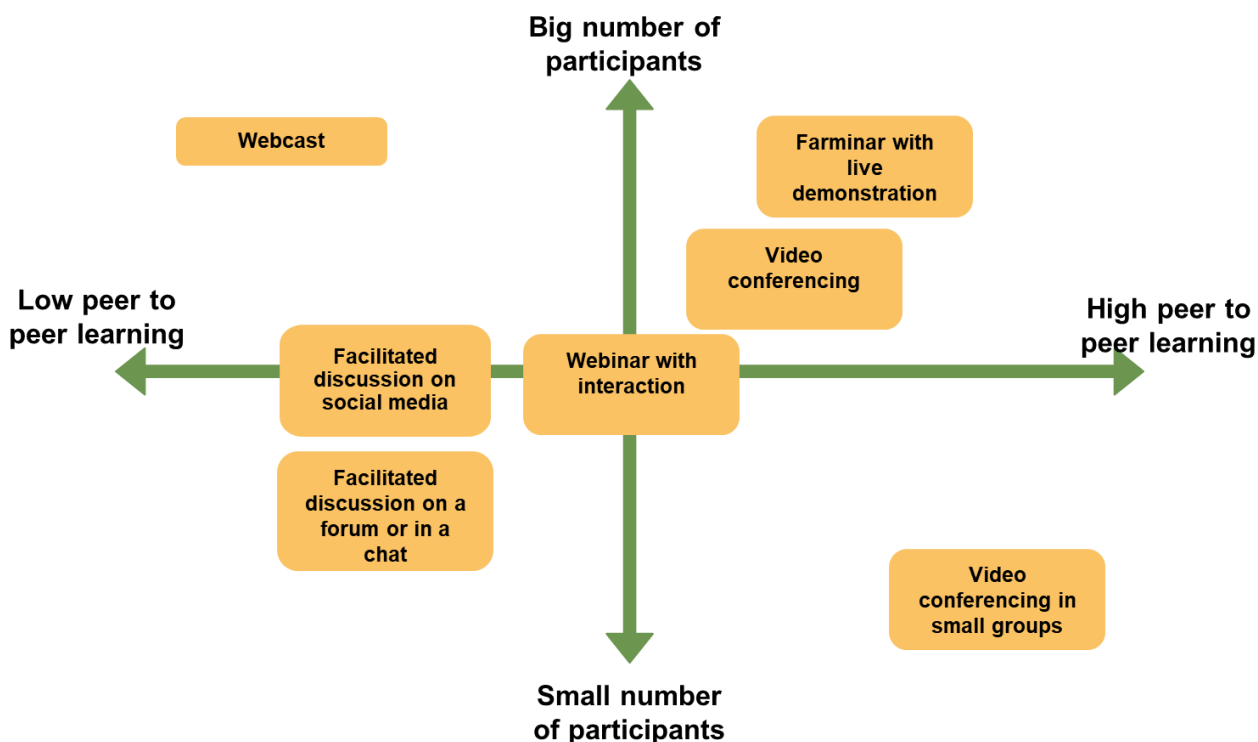 Big number of
participants
Webcast
Farminar with
live
demonstration
Video
conferencing
Low peer to
peer learning
High peer to
peer learning
Facilitated
discussion on
social media
Webinar with
interaction
Facilitated
discussion on a
forum or in a
chat
Video
conferencing in
small groups
Small number
of participants